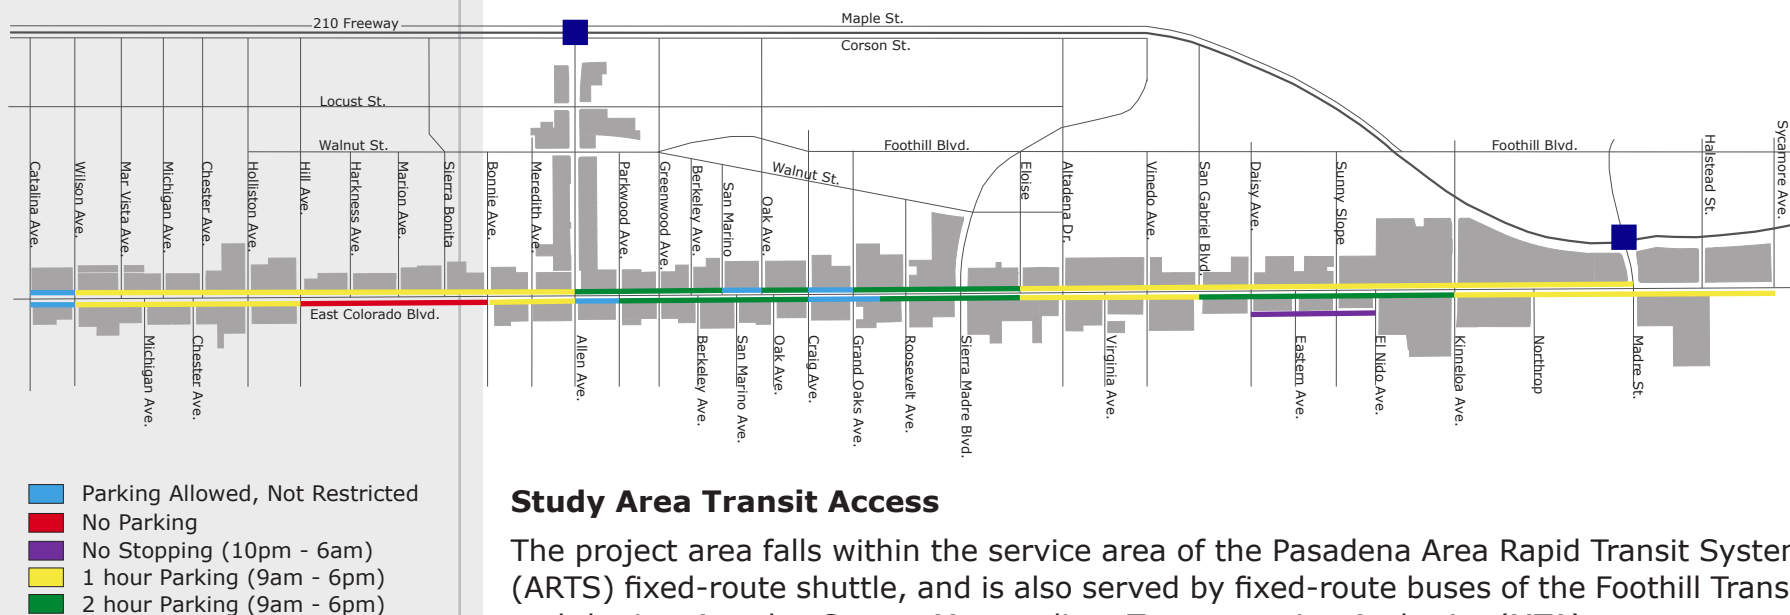 210 Freeway
Maple St.
Corson St.
Locust St.
Walnut St.
Foothill Blvd.
Foothill Blvd.
Walnut St.
Catalina Ave.
Wilson Ave.
Mar Vista Ave.
Michigan Ave.
Chester Ave.
Holliston Ave.
Hill Ave.
Harkness Ave.
Marion Ave.
Sierra Bonita
Bonnie Ave.
Meredith Ave.
Parkwood Ave.
Greenwood Ave.
Berkeley Ave.
San Marino
Oak Ave.
Eloise
Altadena Dr.
Vinedo Ave.
San Gabriel Blvd.
Daisy Ave.
Sunny Slope
Halstead St.
Sycamore Ave.
East Colorado Blvd.
Michigan Ave.
Chester Ave.
Allen Ave.
Berkeley Ave.
San Marino Ave.
Oak Ave.
Craig Ave.
Grand Oaks Ave.
Roosevelt Ave.
Sierra Madre Blvd.
Virginia Ave.
Eastern Ave.
El Nido Ave.
Kinneloa Ave.
Northrop
Madre St.
Parking Allowed, Not Restricted
No Parking
No Stopping (10pm - 6am)
1 hour Parking (9am - 6pm)
2 hour Parking (9am - 6pm)
Study Area Transit Access
The project area falls within the service area of the Pasadena Area Rapid Transit System
(ARTS) fixed-route shuttle, and is also served by fixed-route buses of the Foothill Trans